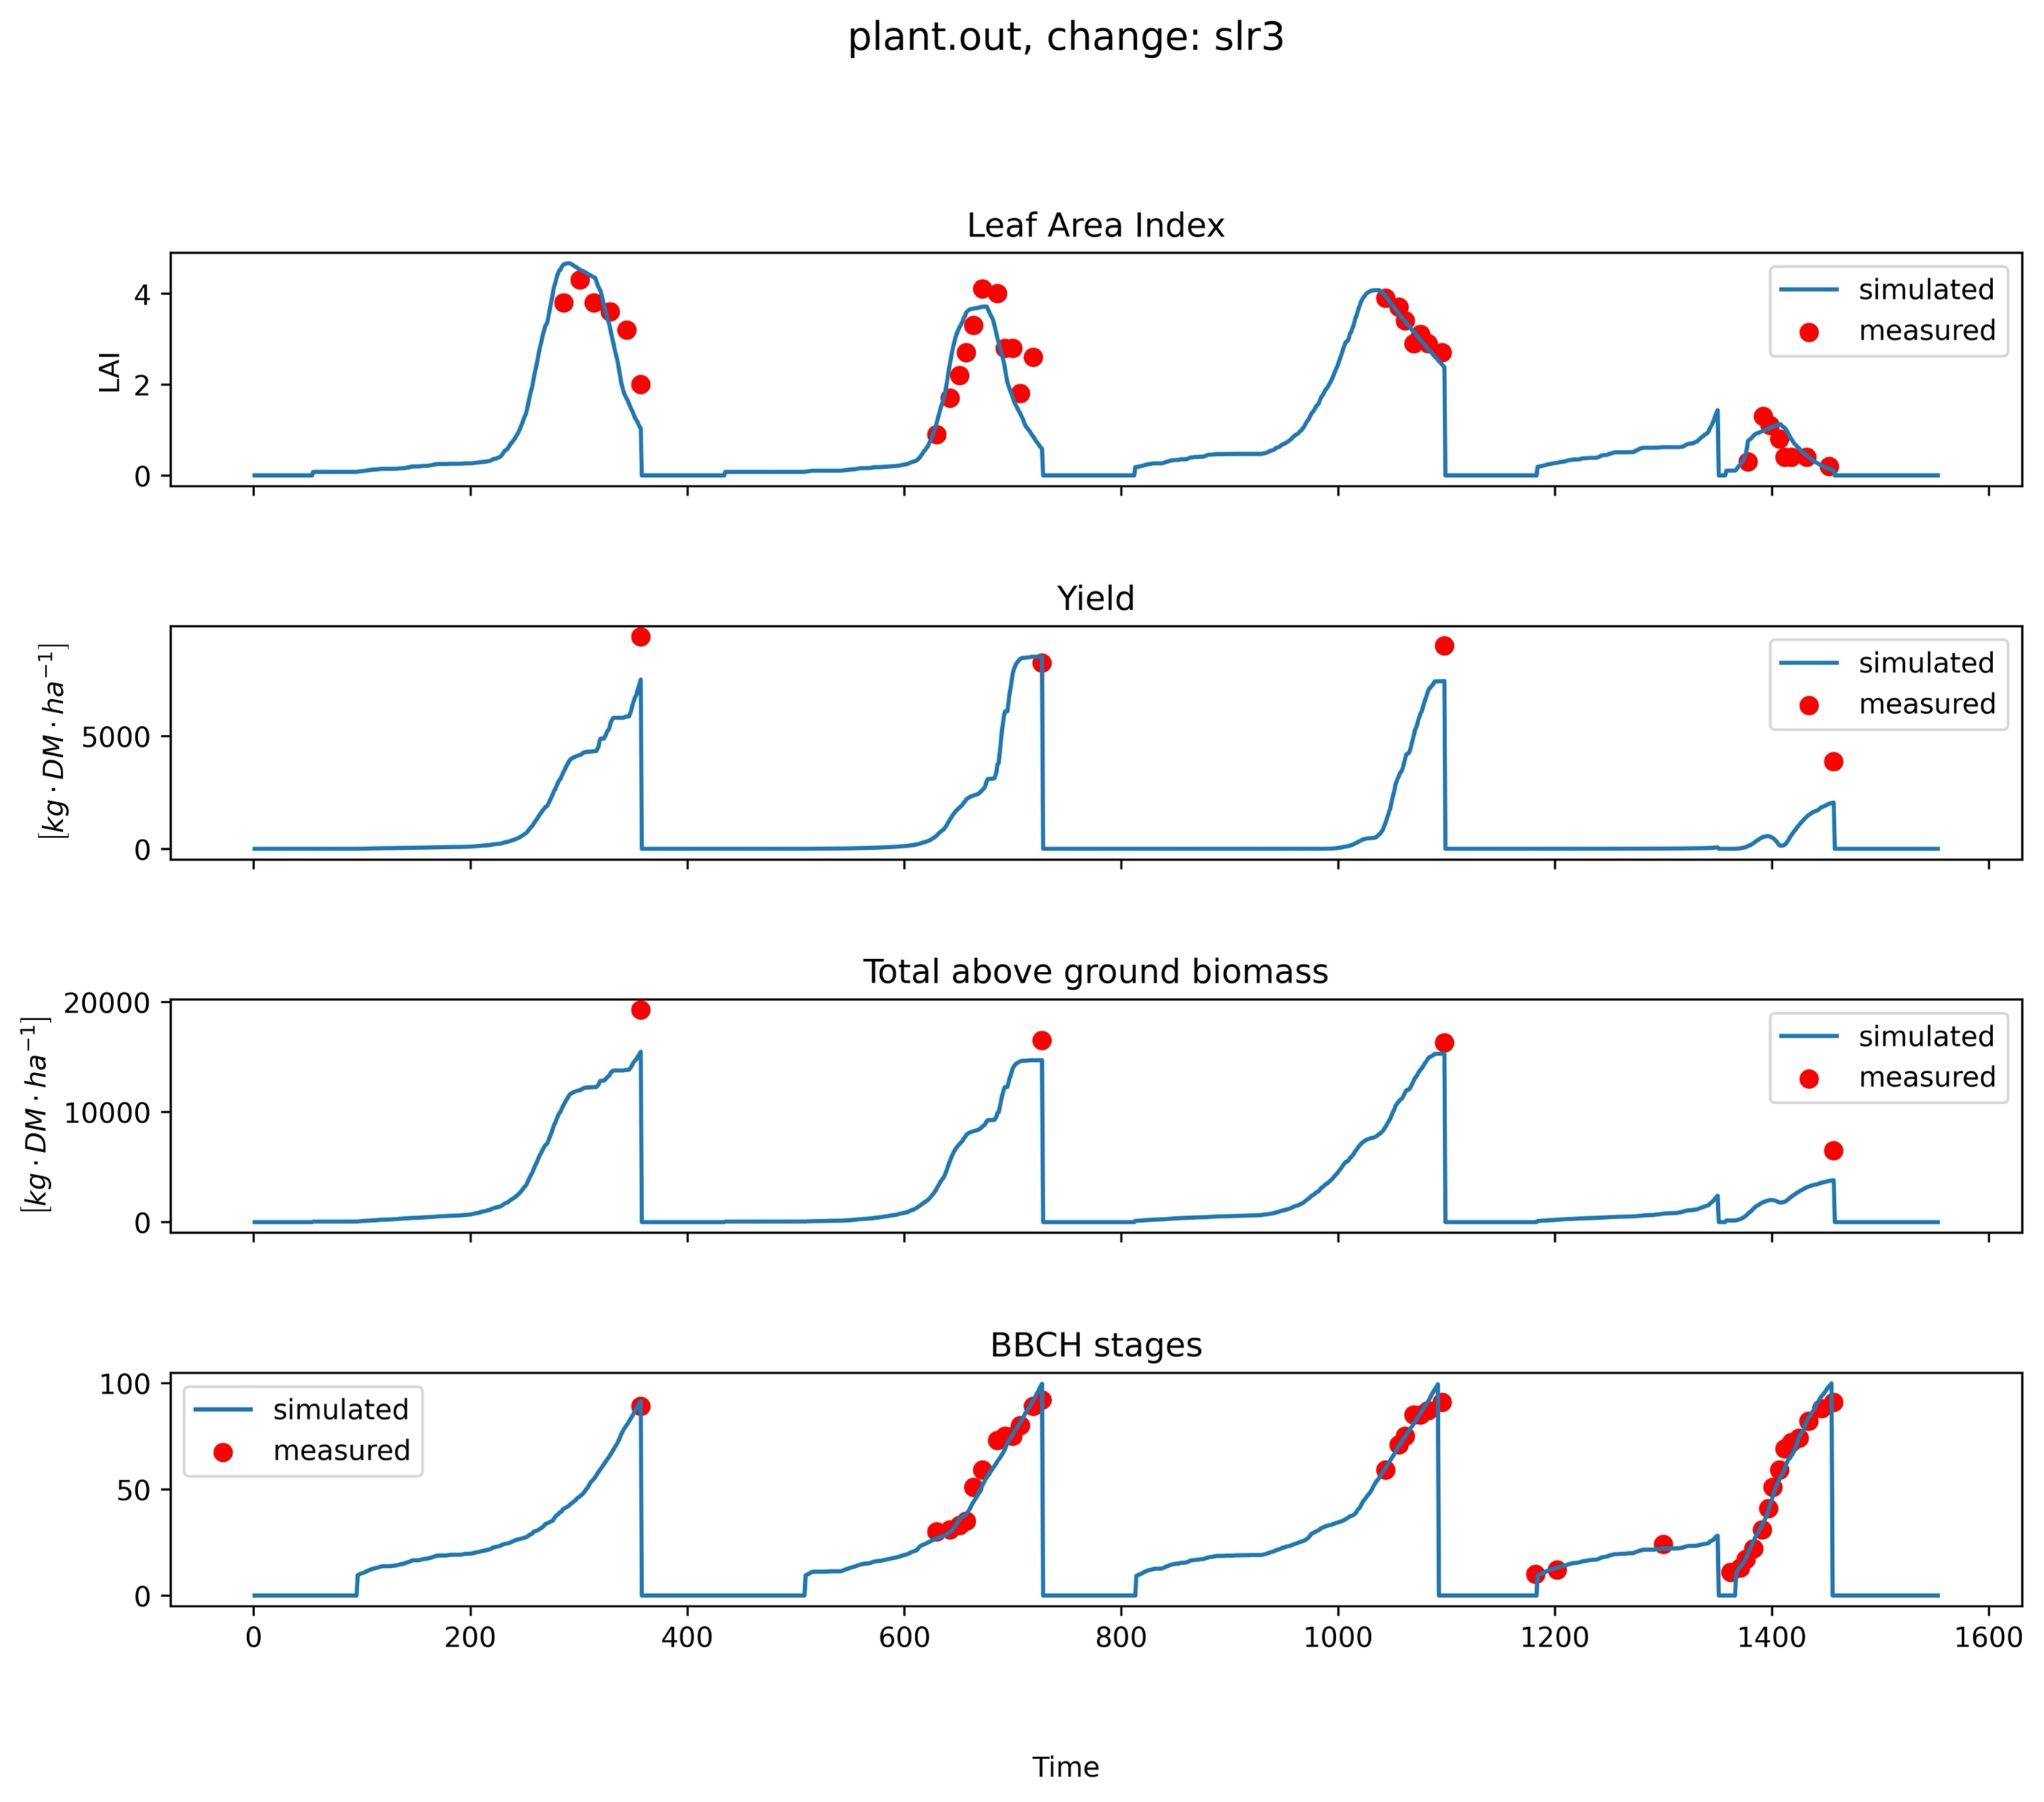 plant.out, change: slr3
Leaf Area Index
LAI
4
2
0
simulated
measured
Yield
[kg · DM · ha⁻¹]
5000
0
simulated
measured
Total above ground biomass
[kg · DM · ha⁻¹]
20000
10000
0
simulated
measured
BBCH stages
100
50
0
simulated
measured
0 200 400 600 800 1000 1200 1400 1600
Time